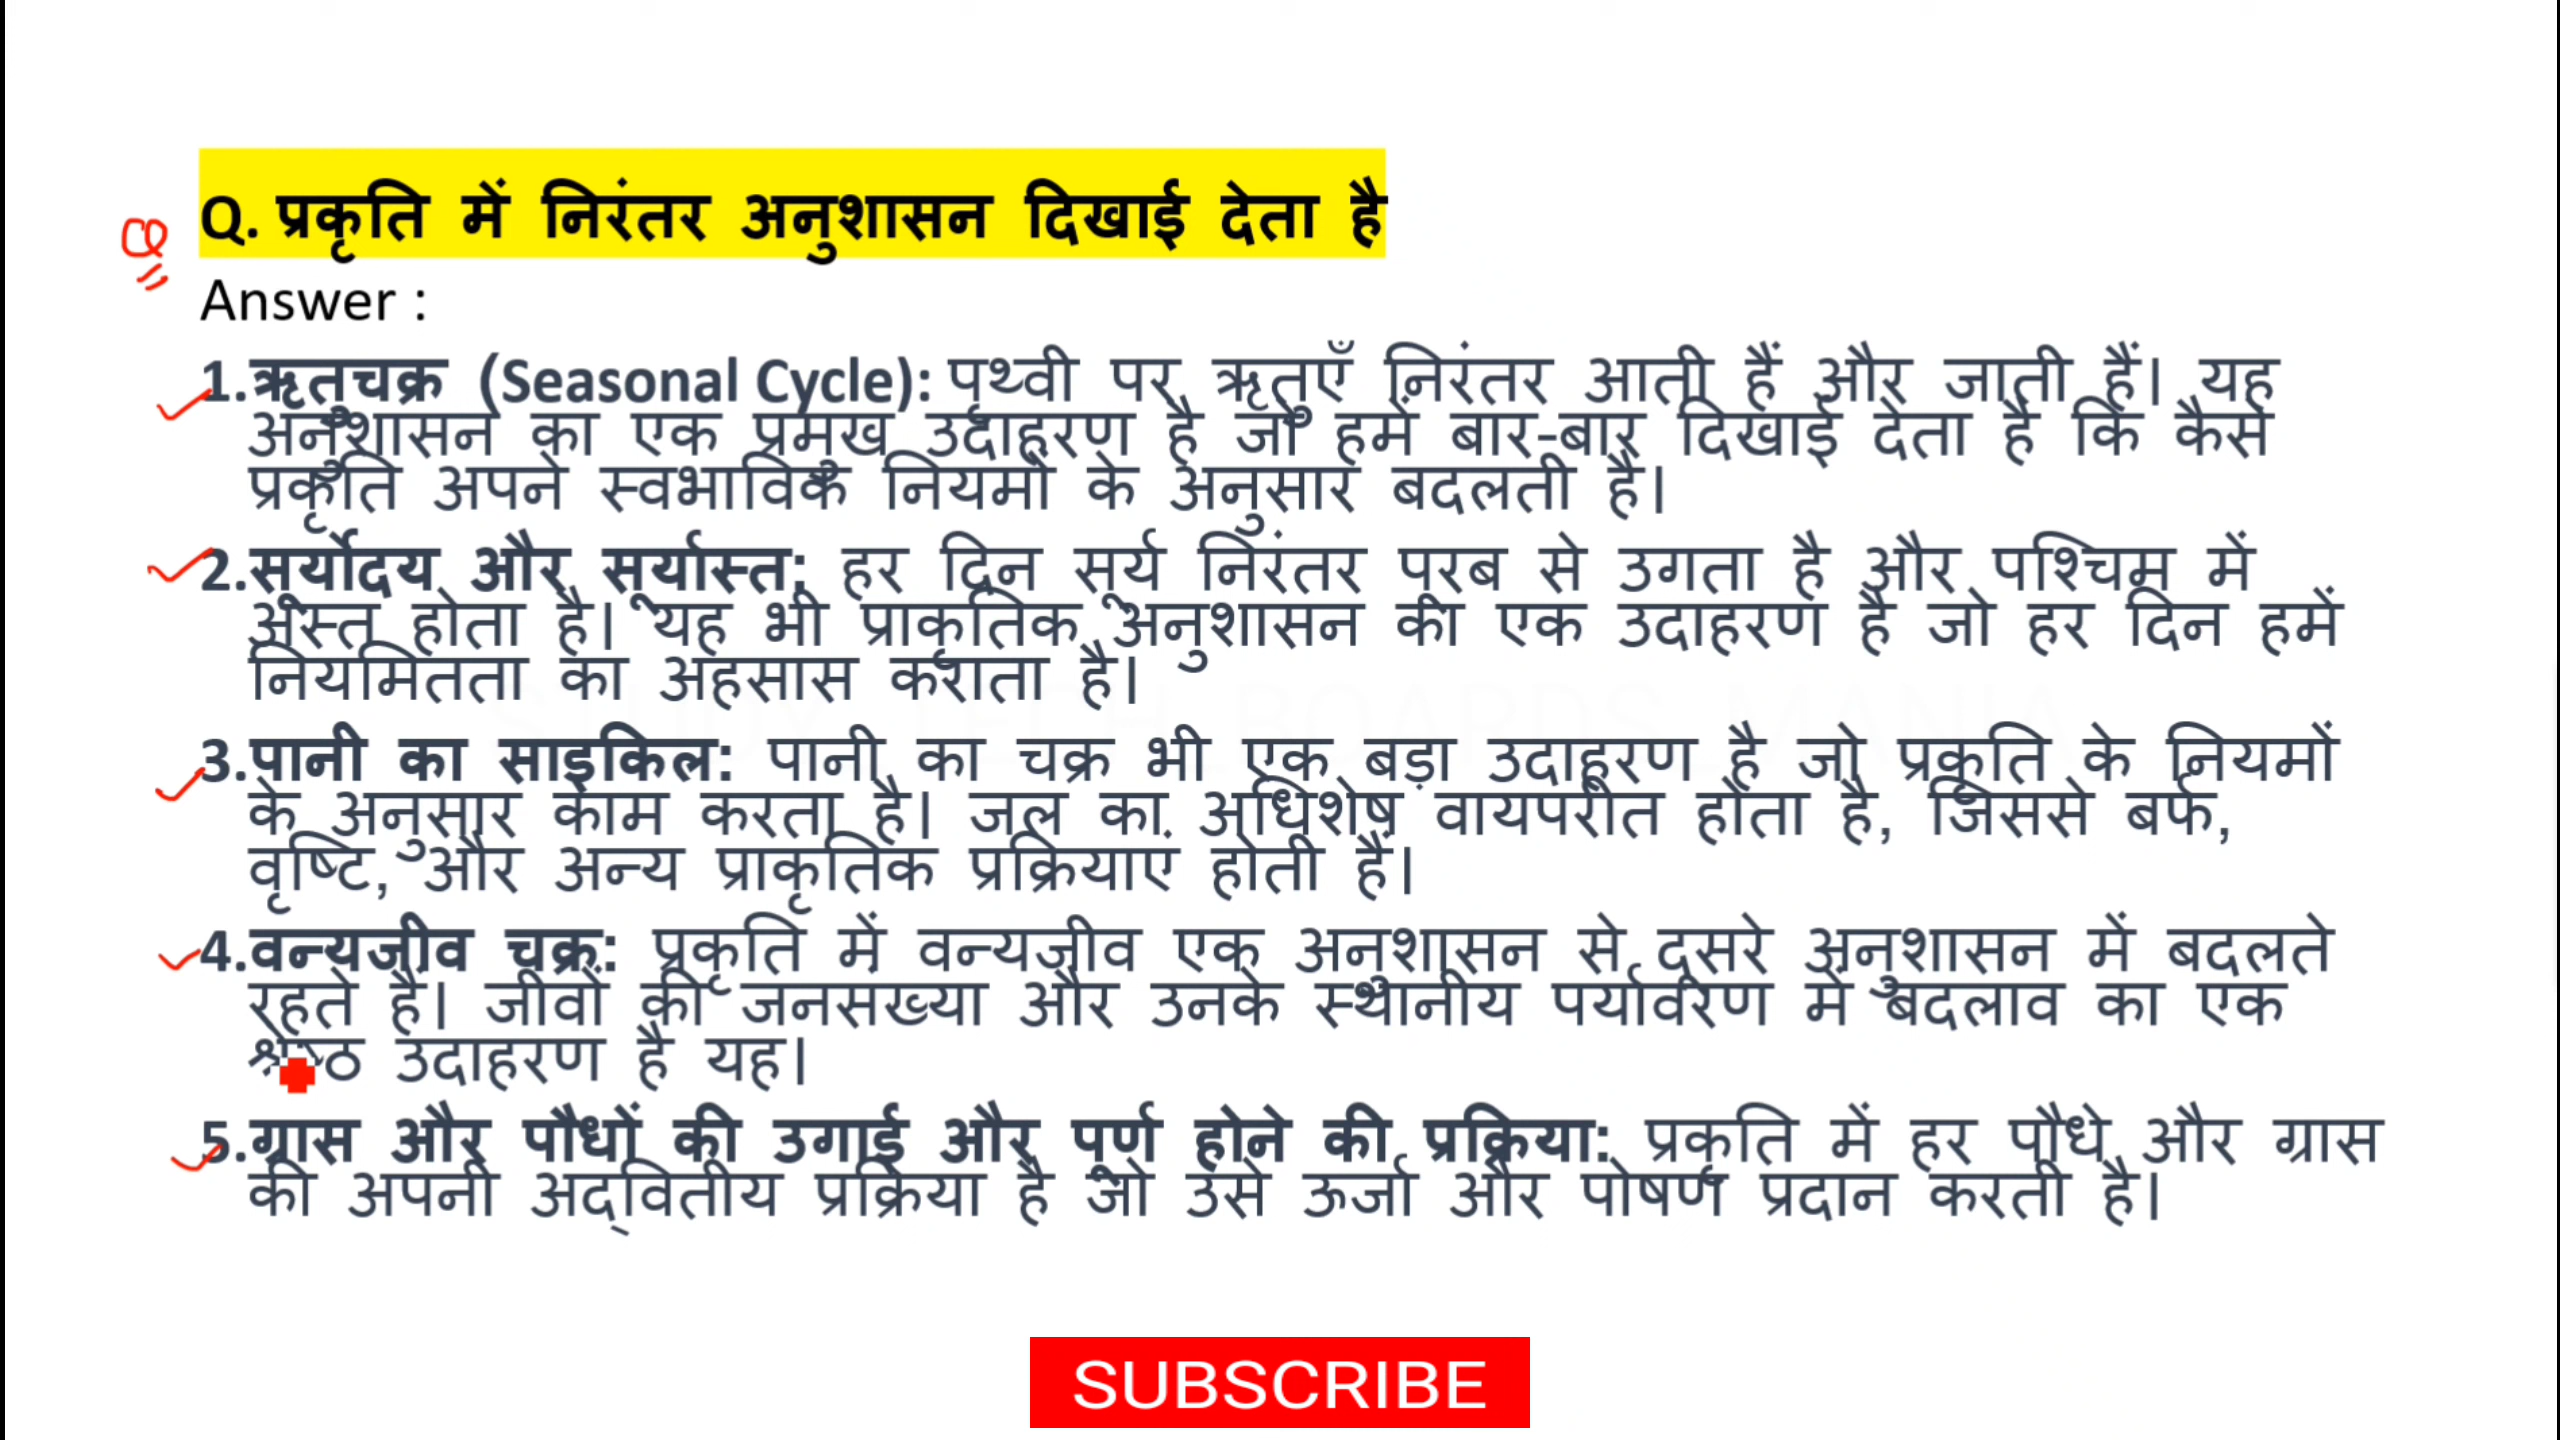 Q. प्रकृति में निरंतर अनुशासन दिखाई देता है
Answer :
1.ऋतुचक्र (Seasonal Cycle): पृथ्वी पर ऋतुएँ निरंतर आती हैं और जाती हैं। यह
अनुशासन का एक प्रमुख उदाहरण है जो हमें बार-बार दिखाई देता है कि कैसे
प्रकृति अपने स्वभाविक नियमों के अनुसार बदलती है।
2.सूर्योदय और सूर्यास्त: हर दिन सूर्य निरंतर पूरब से उगता है और पश्चिम में
अस्त होता है। यह भी प्राकृतिक अनुशासन का एक उदाहरण है जो हर दिन हमें
नियमितता का अहसास कराता है।
3.पानी का साइकिल: पानी का चक्र भी एक बड़ा उदाहरण है जो प्रकृति के नियमों
के अनुसार काम करता है। जल का अधिशेष वायपरीत होता है, जिससे बर्फ,
वृष्टि, और अन्य प्राकृतिक प्रक्रियाएं होती हैं।
4.वन्यजीव चक्र: प्रकृति में वन्यजीव एक अनुशासन से दूसरे अनुशासन में बदलते
रहते हैं। जीवों की जनसंख्या और उनके स्थानीय पर्यावरण में बदलाव का एक
श्रेष्ठ उदाहरण है यह।
5.ग्रास और पौधों की उगाई और पूर्ण होने की प्रक्रिया: प्रकृति में हर पौधे और ग्रास
की अपनी अद्वितीय प्रक्रिया है जो उसे ऊर्जा और पोषण प्रदान करती है।
SUBSCRIBE